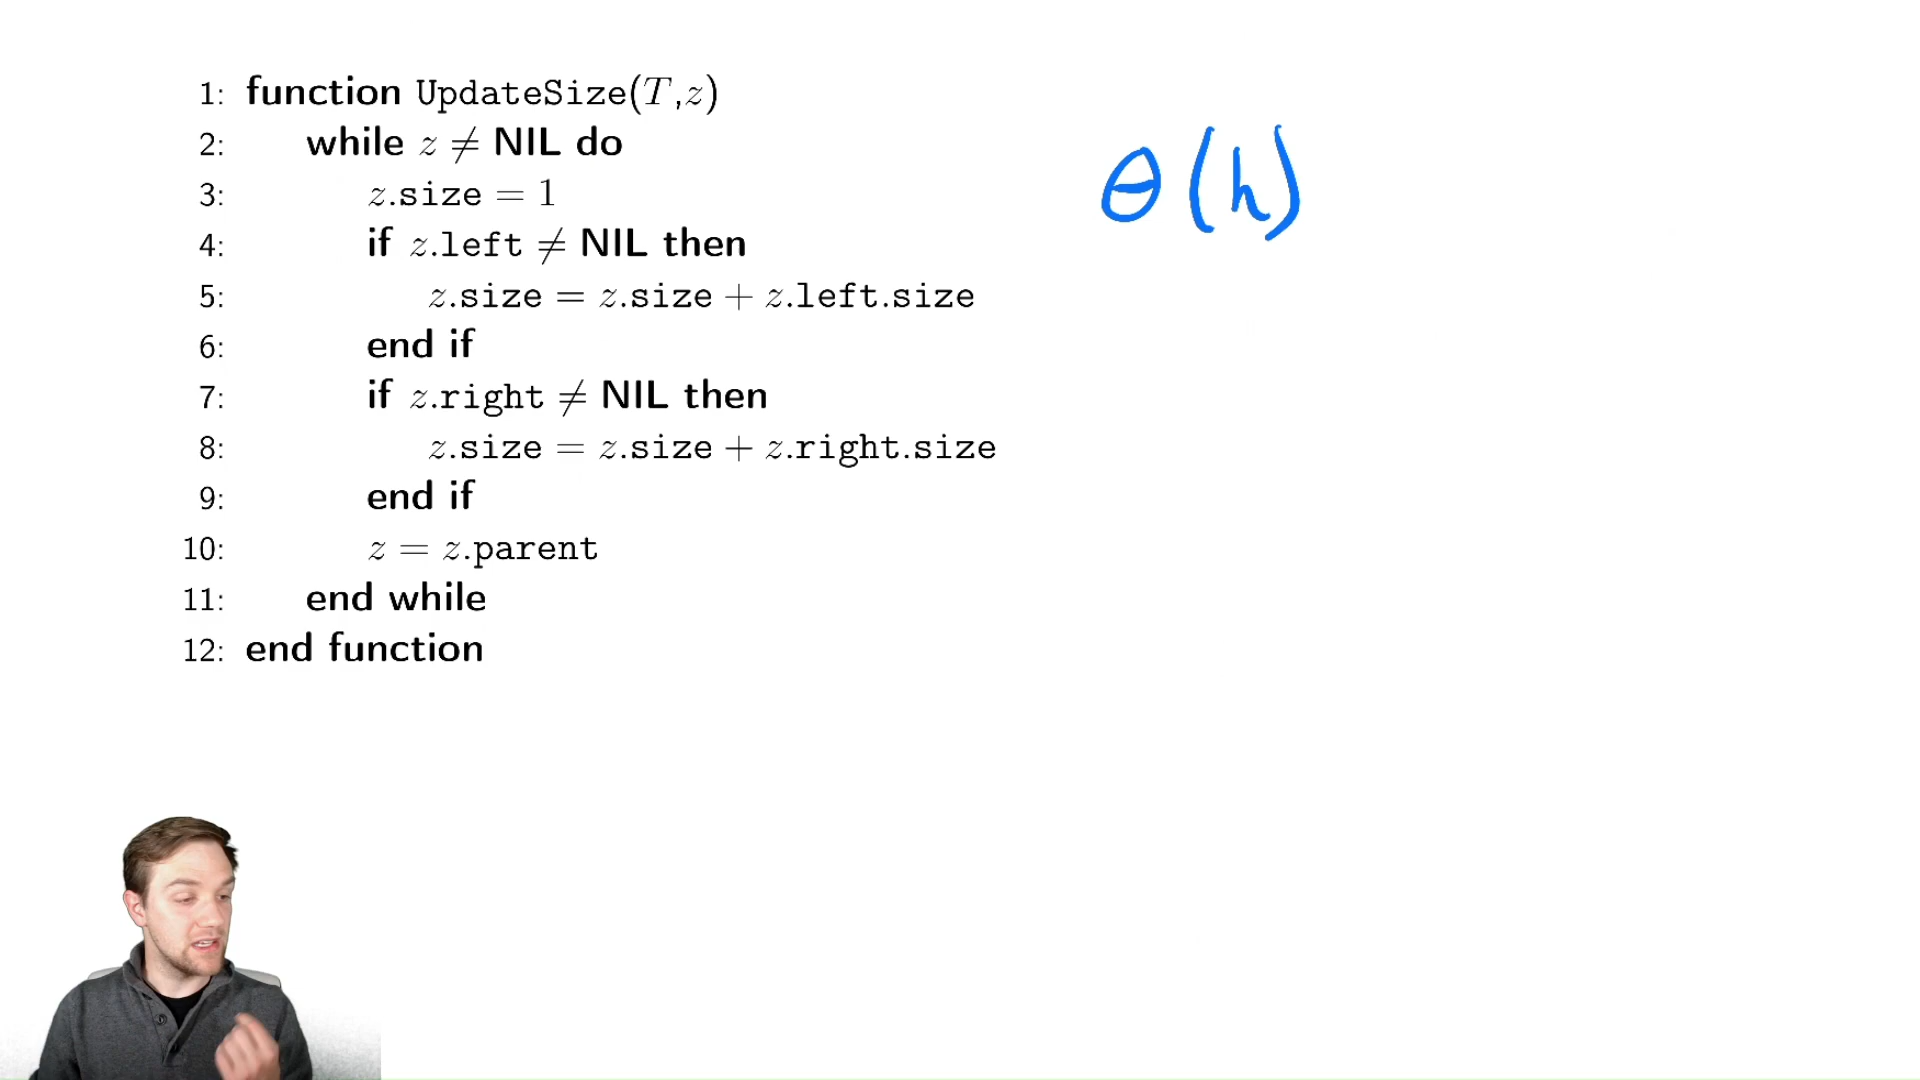 1: function UpdateSize(T,z)
2: while z ≠ NIL do
3: z.size = 1
4: if z.left ≠ NIL then
5: z.size = z.size + z.left.size
6: end if
7: if z.right ≠ NIL then
8: z.size = z.size + z.right.size
9: end if
10: z = z.parent
11: end while
12: end function
Θ(h)